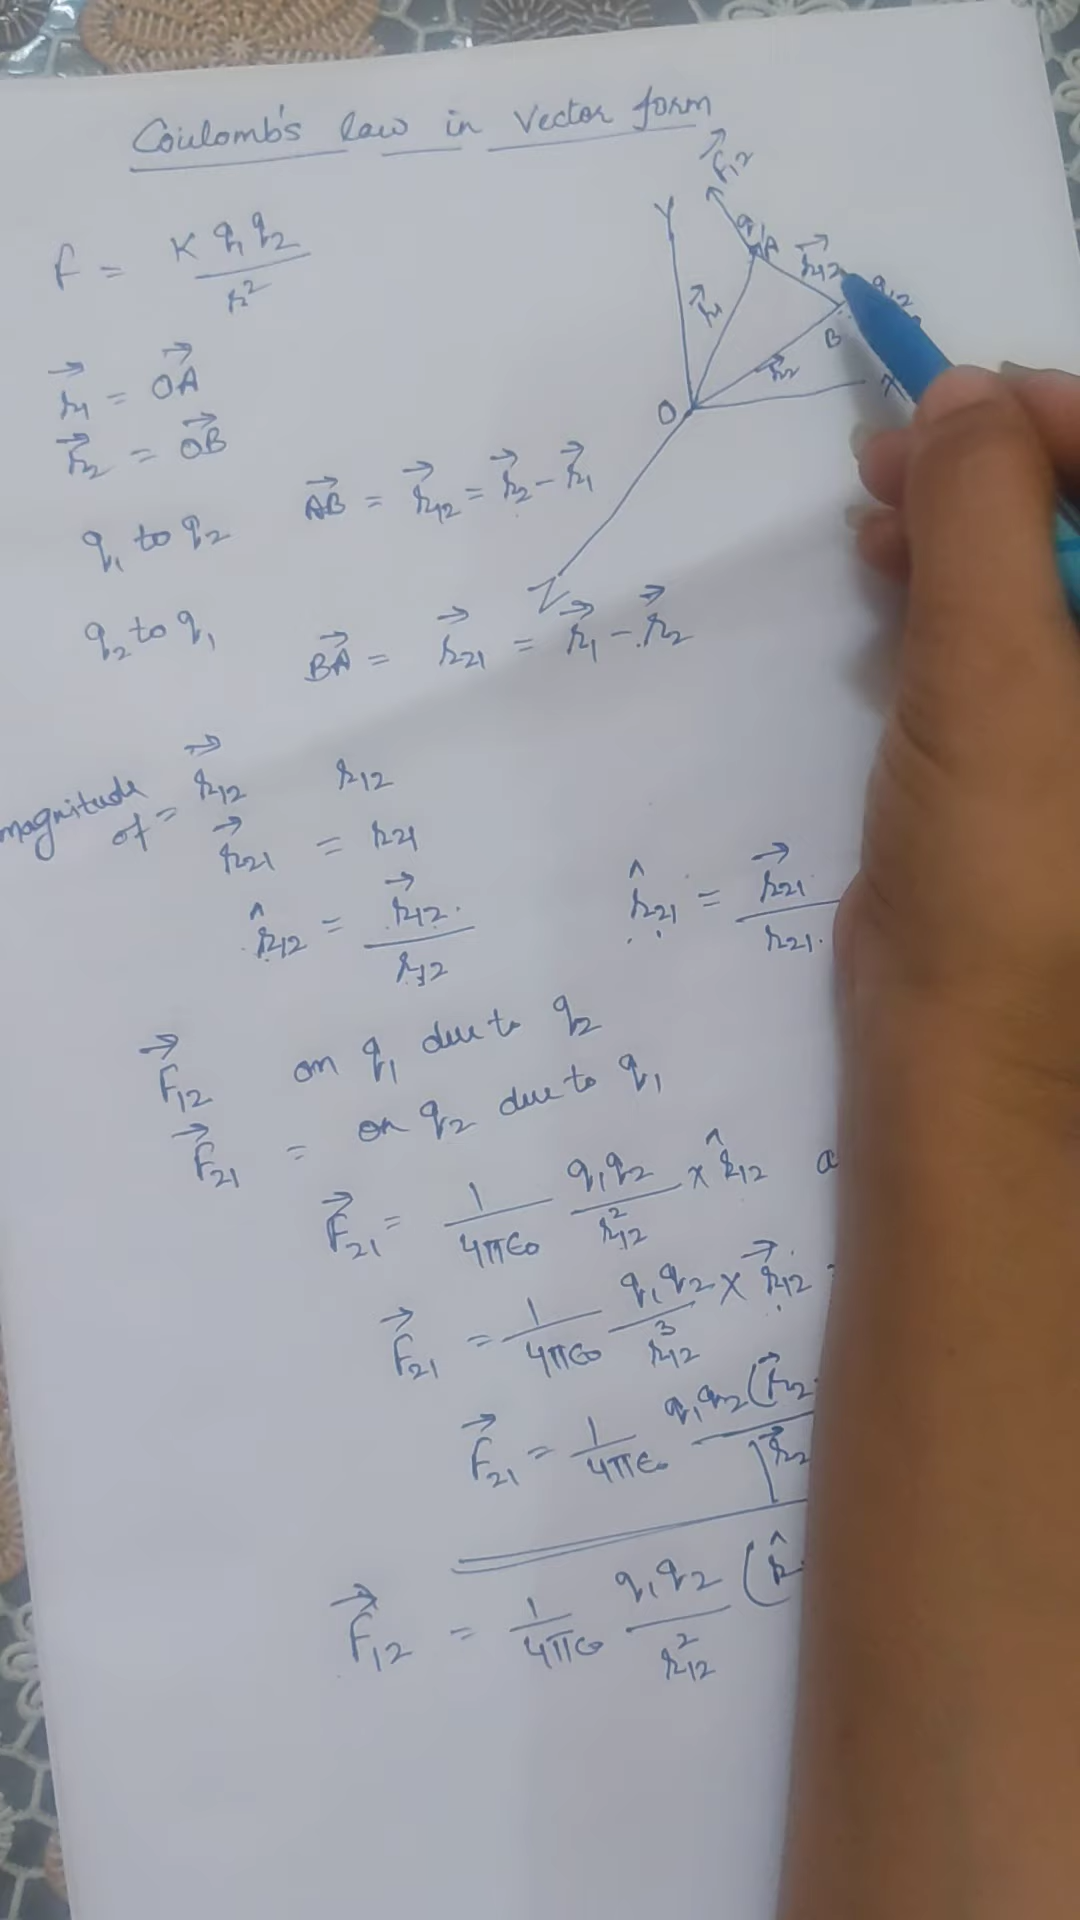 Coulomb's law in vector form
F = K q₁ q₂ / r²
F⃗₁₂
Y
q₁
A
r⃗₁₂
q₂
r⃗₁
B
r⃗₂
O
X
Z
r⃗₁ = OA⃗
r⃗₂ = OB⃗
q₁ to q₂ AB⃗ = r⃗₁₂ = r⃗₂ - r⃗₁
q₂ to q₁ BA⃗ = r⃗₂₁ = r⃗₁ - r⃗₂
magnitude of = r⃗₁₂ r₁₂
r⃗₂₁ = r₂₁
r̂₁₂ = r⃗₁₂ / r₁₂ r̂₂₁ = r⃗₂₁ / r₂₁
F⃗₁₂ on q₁ due to q₂
F⃗₂₁ = on q₂ due to q₁
F⃗₂₁ = 1/4πϵ₀ q₁q₂/r₁₂² × r̂₁₂
F⃗₂₁ = 1/4πϵ₀ q₁q₂/r₁₂³ × r⃗₁₂
F⃗₂₁ = 1/4πϵ₀ q₁q₂(r⃗₂ / |r⃗₂
F⃗₁₂ = 1/4πϵ₀ q₁q₂/r₁₂² (r̂